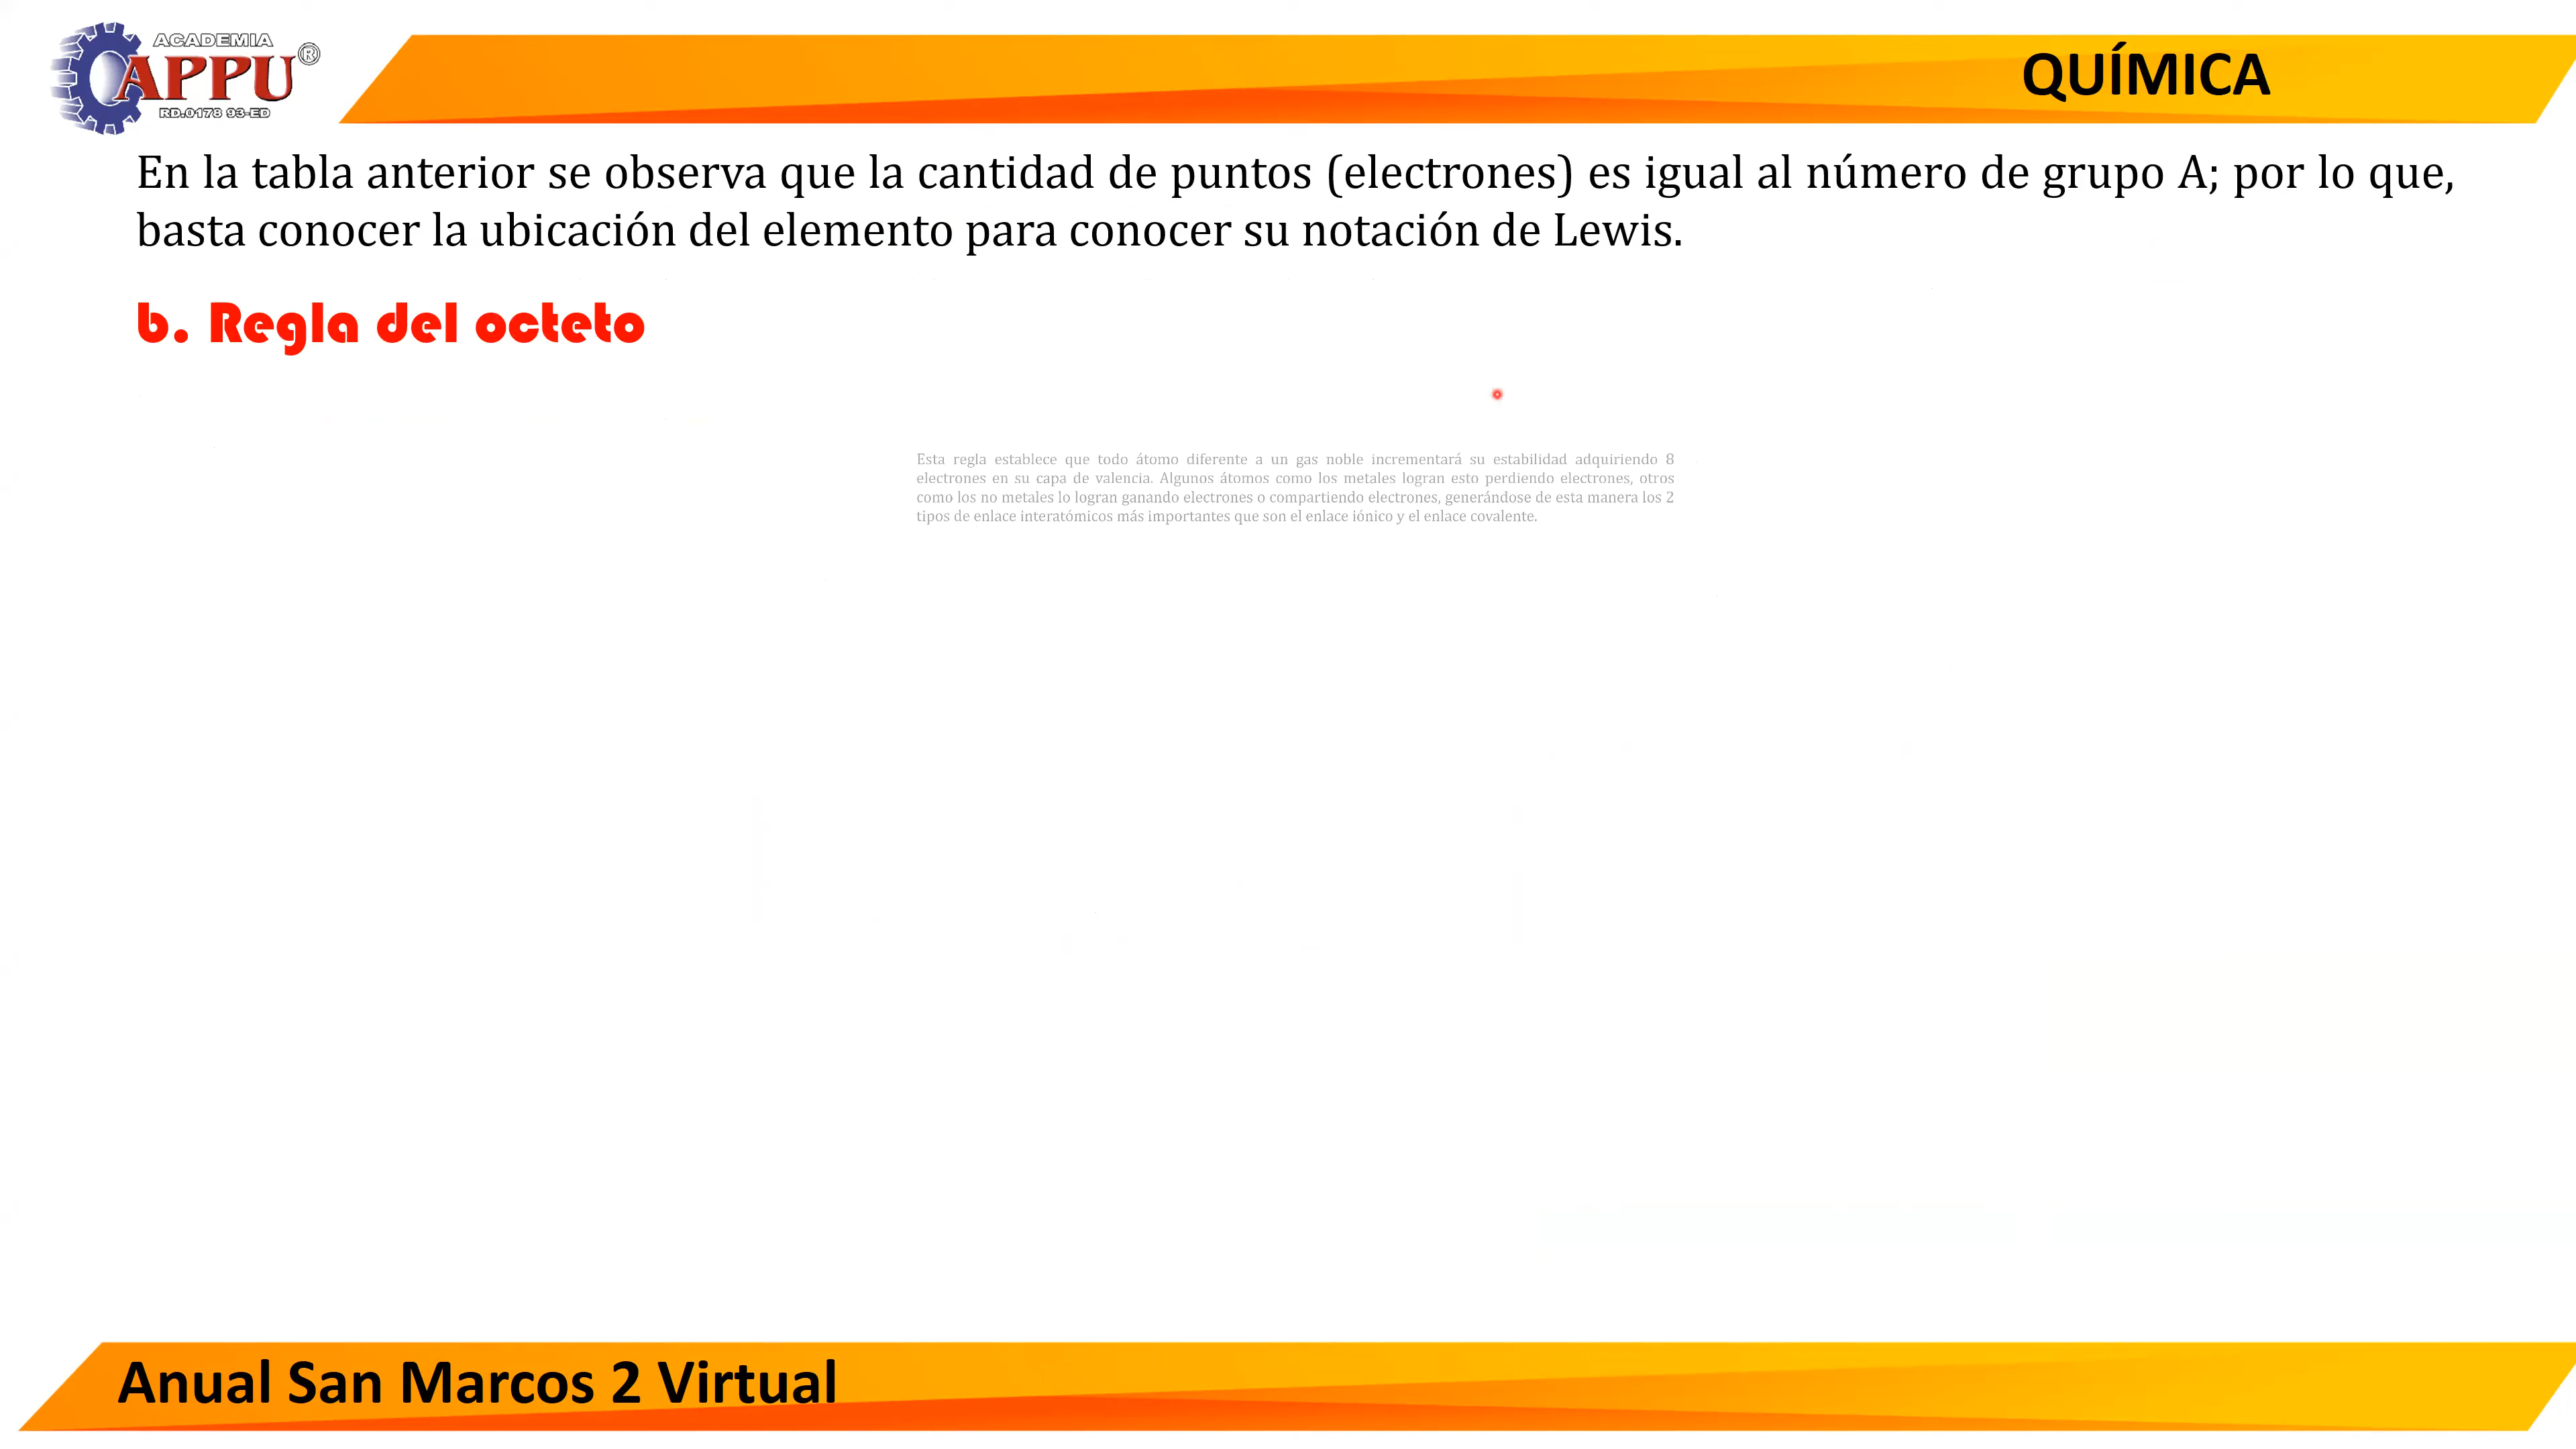 ACADEMIA
APPU®
RD.0178 93-ED
QUÍMICA
En la tabla anterior se observa que la cantidad de puntos (electrones) es igual al número de grupo A; por lo que,
basta conocer la ubicación del elemento para conocer su notación de Lewis.
b. Regla del octeto
Esta regla establece que todo átomo diferente a un gas noble incrementará su estabilidad adquiriendo 8
electrones en su capa de valencia. Algunos átomos como los metales logran esto perdiendo electrones, otros
como los no metales lo logran ganando electrones o compartiendo electrones, generándose de esta manera los 2
tipos de enlace interatómicos más importantes que son el enlace iónico y el enlace covalente.
Anual San Marcos 2 Virtual